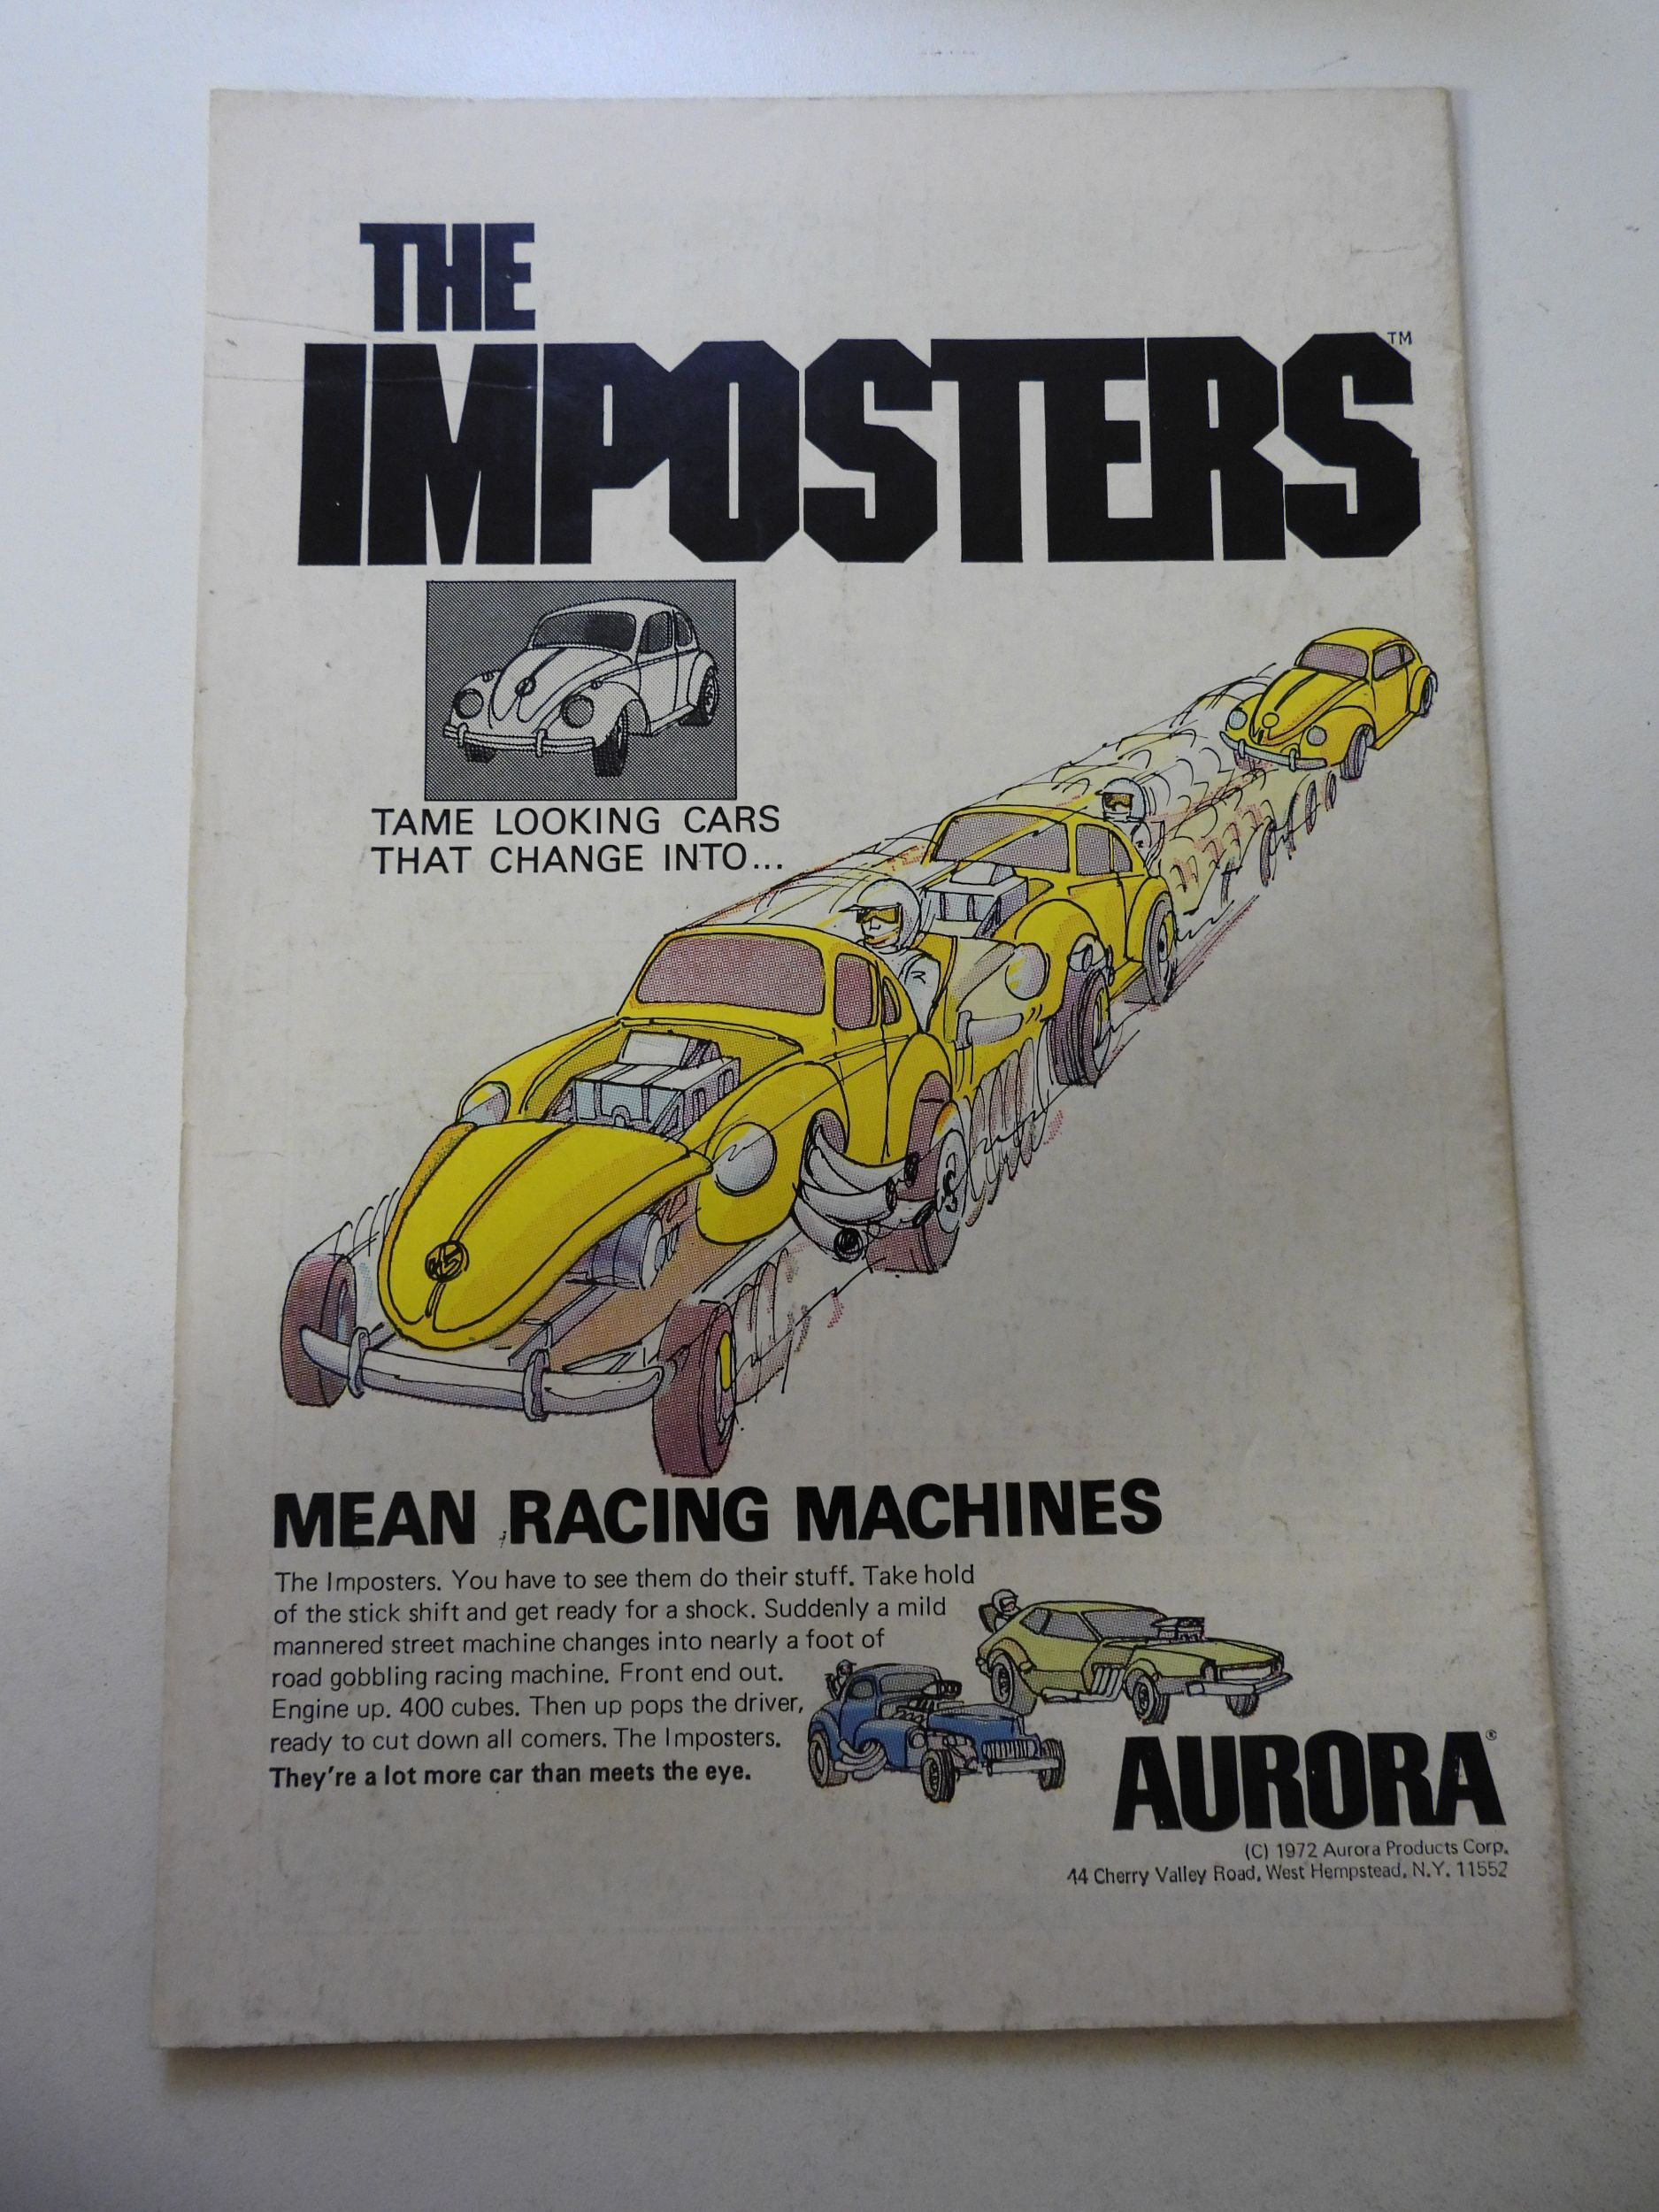 THE
IMPOSTERS™
TAME LOOKING CARS
THAT CHANGE INTO...
MEAN RACING MACHINES
The Imposters. You have to see them do their stuff. Take hold
of the stick shift and get ready for a shock. Suddenly a mild
mannered street machine changes into nearly a foot of
road gobbling racing machine. Front end out.
Engine up. 400 cubes. Then up pops the driver,
ready to cut down all comers. The Imposters.
They're a lot more car than meets the eye.
AURORA®
(C) 1972 Aurora Products Corp.
44 Cherry Valley Road, West Hempstead, N.Y. 11552